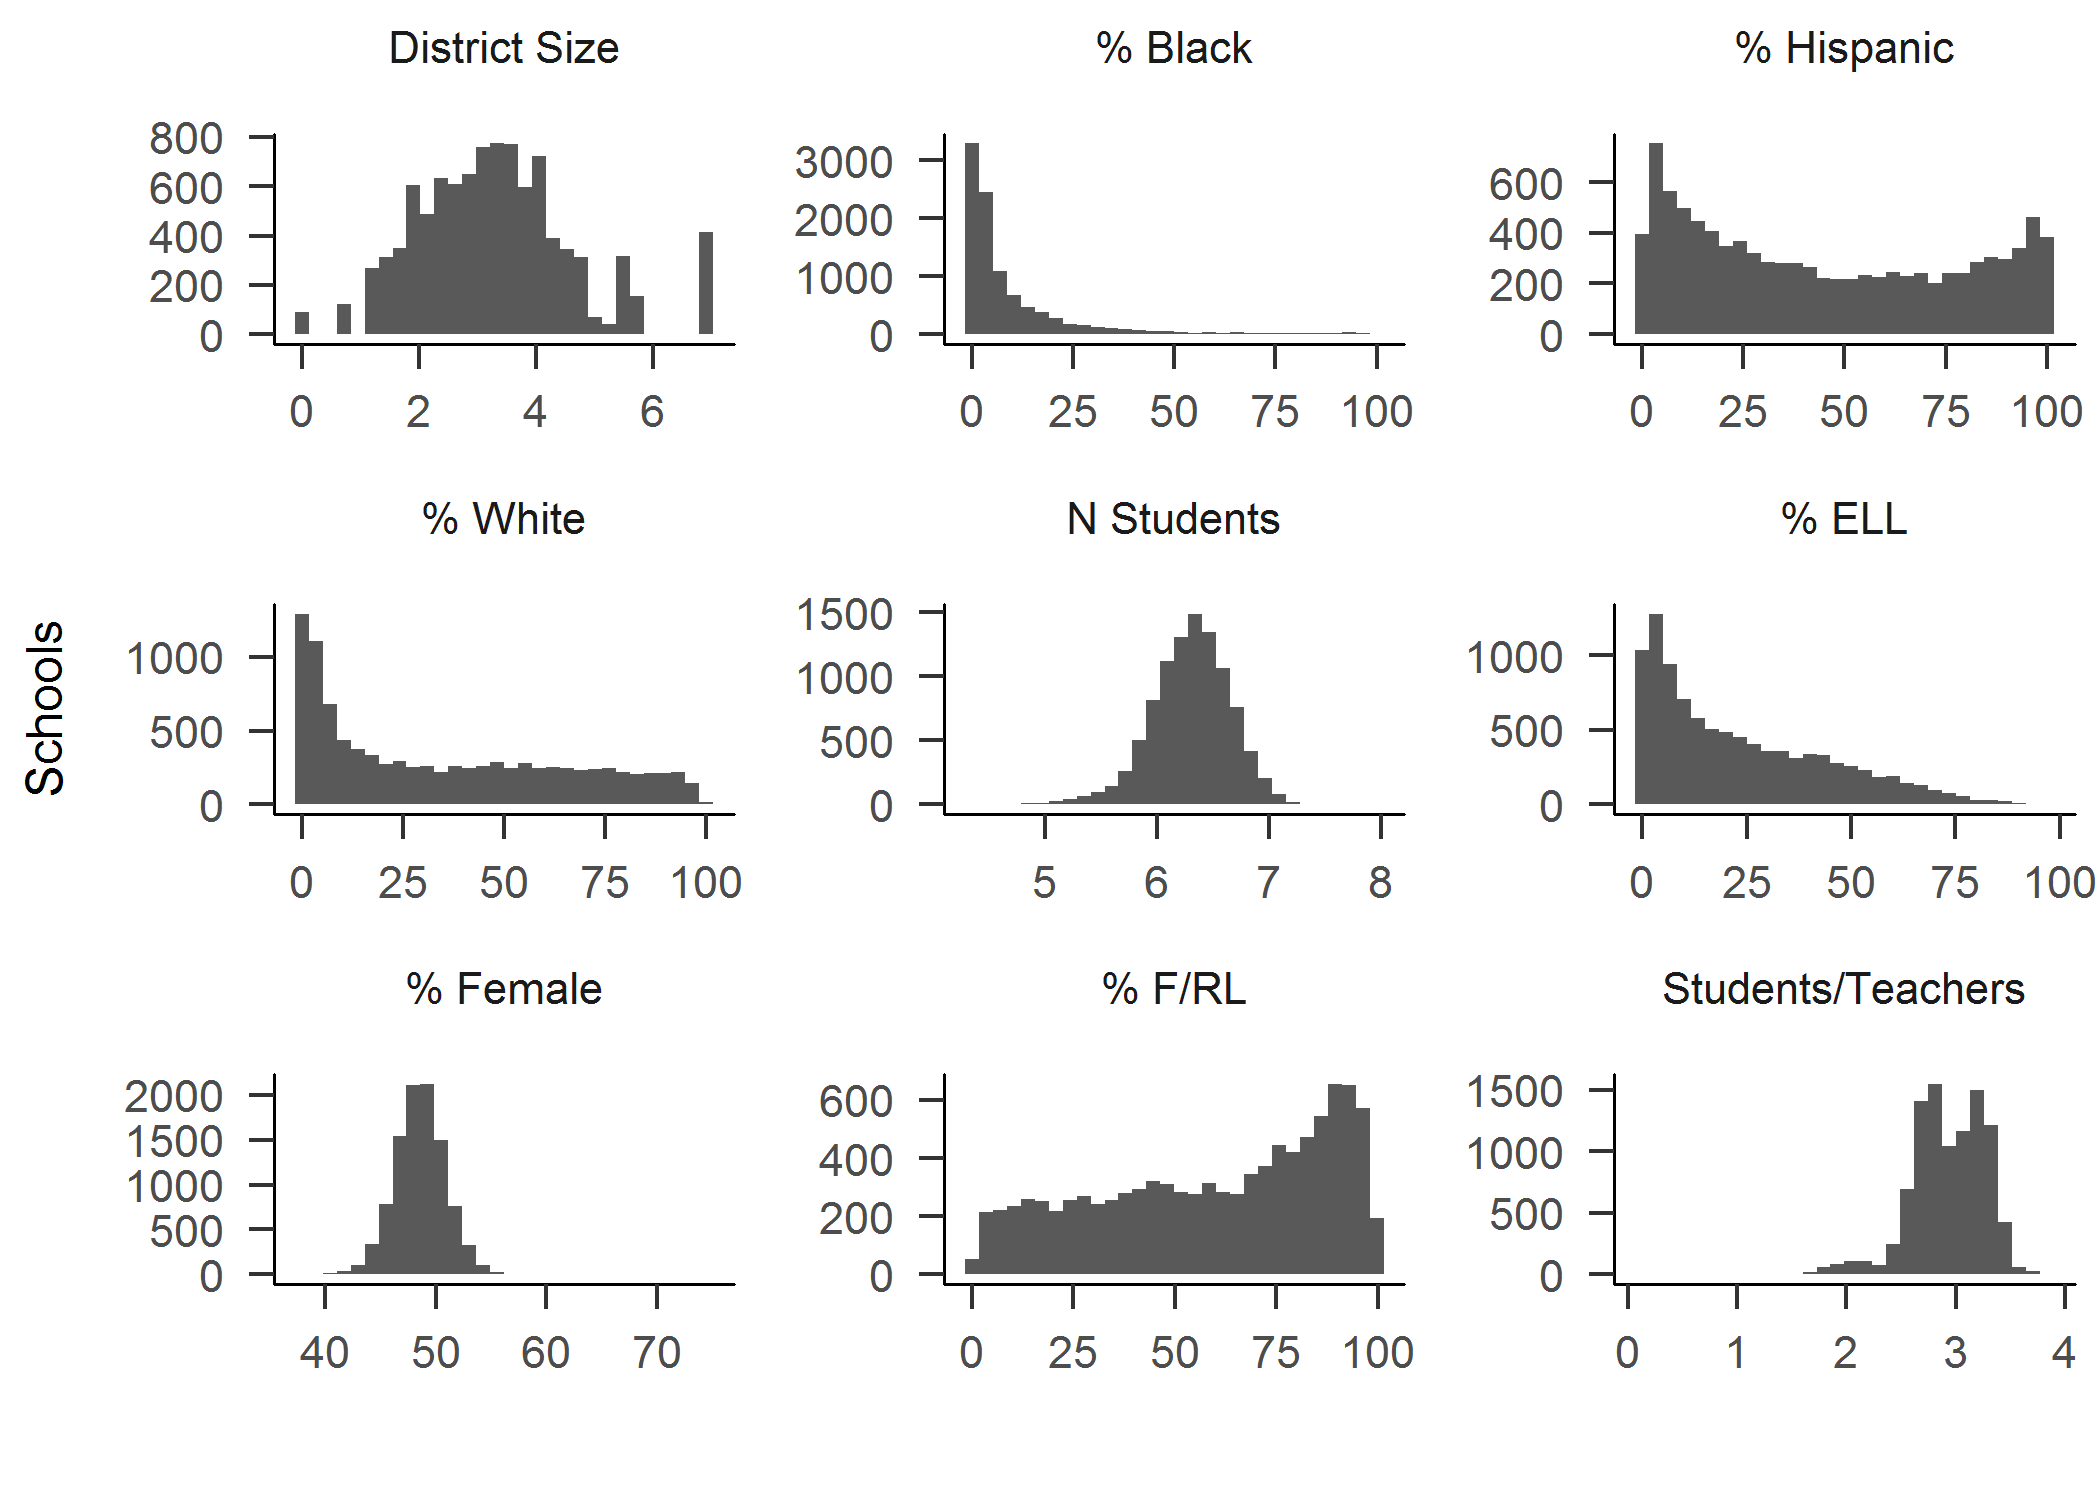 District Size
% Black
% Hispanic
800
600
400
200
0
0 2 4 6
3000
2000
1000
0
0 25 50 75 100
600
400
200
0
0 25 50 75 100
% White
N Students
% ELL
Schools
1000
500
0
0 25 50 75 100
1500
1000
500
0
5 6 7 8
1000
500
0
0 25 50 75 100
% Female
% F/RL
Students/Teachers
2000
1500
1000
500
0
40 50 60 70
600
400
200
0
0 25 50 75 100
1500
1000
500
0
0 1 2 3 4